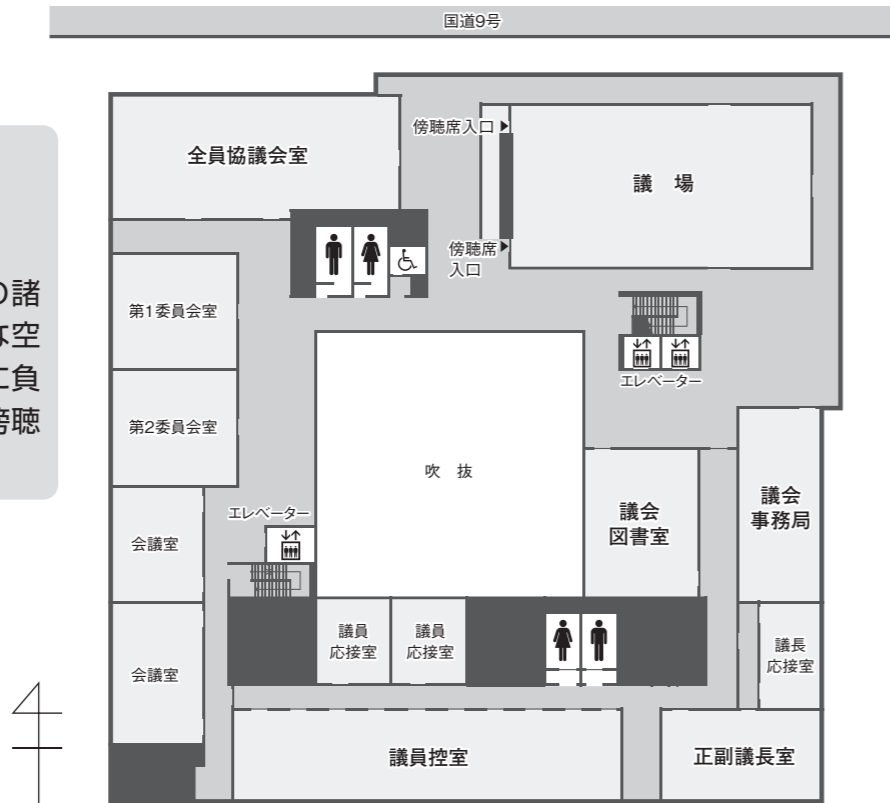 国道9号
の諸
な空
に負
傍聴
全員協議会室
傍聴席入口
議　場
傍聴席
入口
第1委員会室
エレベーター
第2委員会室
吹　抜
議会
図書室
議会
事務局
エレベーター
会議室
議員
応接室
議員
応接室
議長
応接室
会議室
議員控室
正副議長室